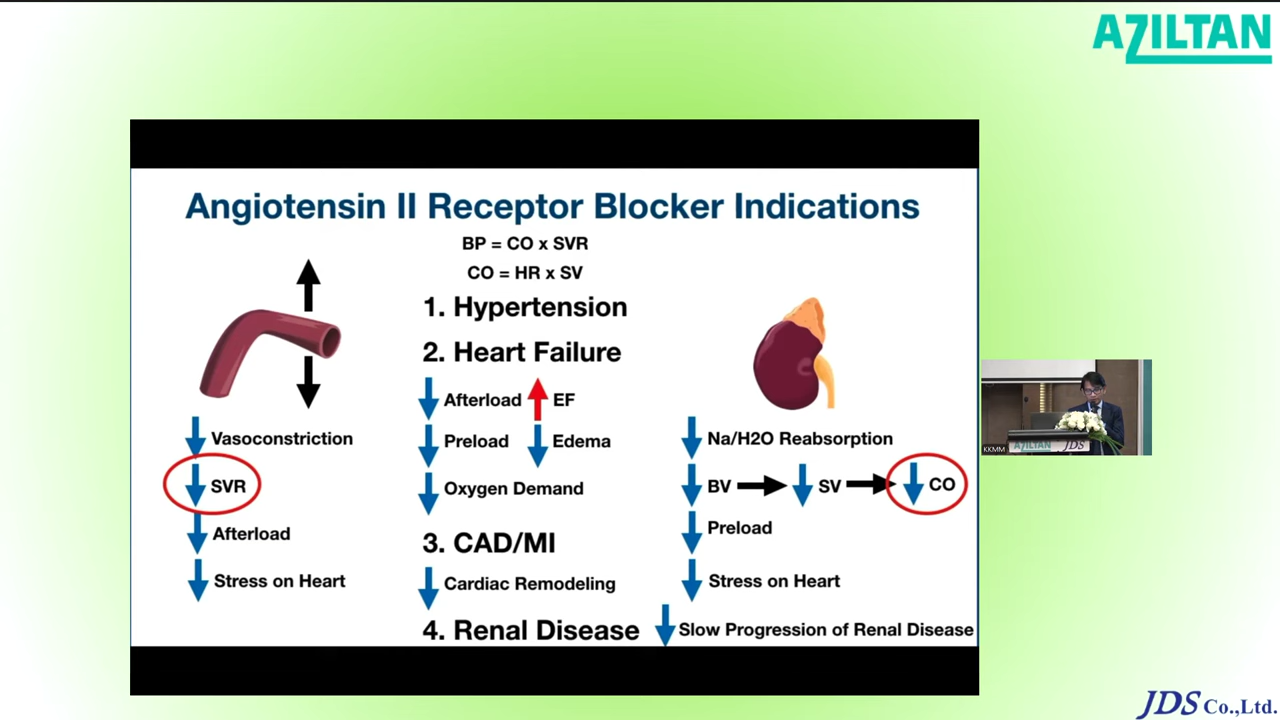 AZILTAN
Angiotensin II Receptor Blocker Indications
BP = CO x SVR
CO = HR x SV
1. Hypertension
2. Heart Failure
Afterload
EF
Preload
Edema
Oxygen Demand
3. CAD/MI
Cardiac Remodeling
4. Renal Disease
Vasoconstriction
SVR
Afterload
Stress on Heart
Na/H2O Reabsorption
BV
SV
CO
Preload
Stress on Heart
Slow Progression of Renal Disease
AZILTAN JDS
KKMM
JDS Co.,Ltd.